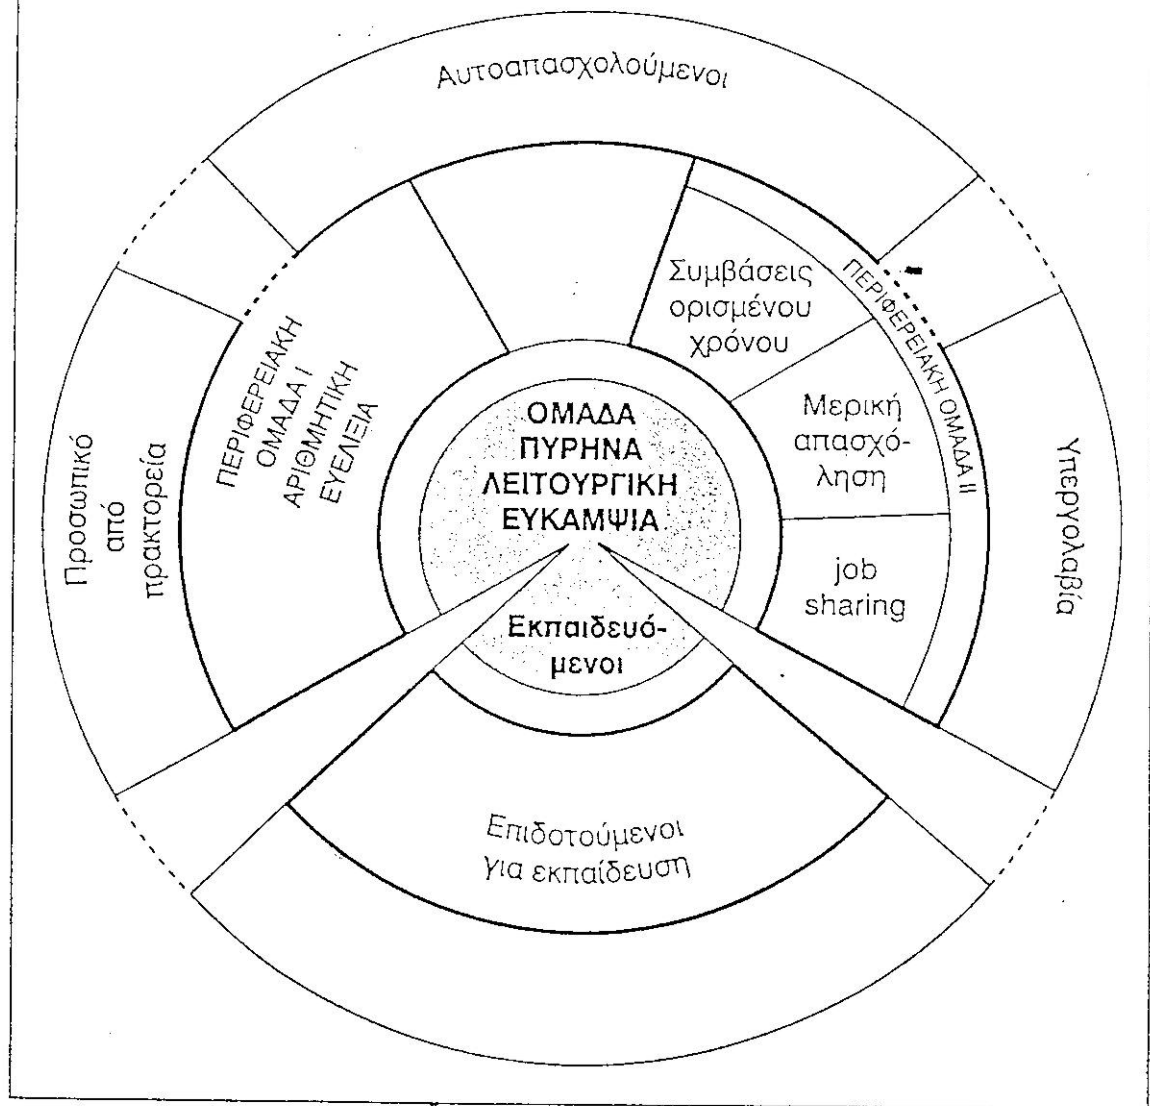 Αυτοαπασχολούμενοι
Συμβάσεις
ορισμένου
χρόνου
ΠΕΡΙΦΕΡΕΙΑΚΗ ΟΜΑΔΑ ΙΙ
ΠΕΡΙΦΕΡΕΙΑΚΗ
ΟΜΑΔΑ Ι
ΑΡΙΘΜΗΤΙΚΗ
ΕΥΕΛΙΞΙΑ
Προσωπικό
από
πρακτορεία
ΟΜΑΔΑ
ΠΥΡΗΝΑ
ΛΕΙΤΟΥΡΓΙΚΗ
ΕΥΚΑΜΨΙΑ
Μερική
απασχό-
ληση
Υπεργολαβία
job
sharing
Εκπαιδευό-
μενοι
Επιδοτούμενοι
για εκπαίδευση